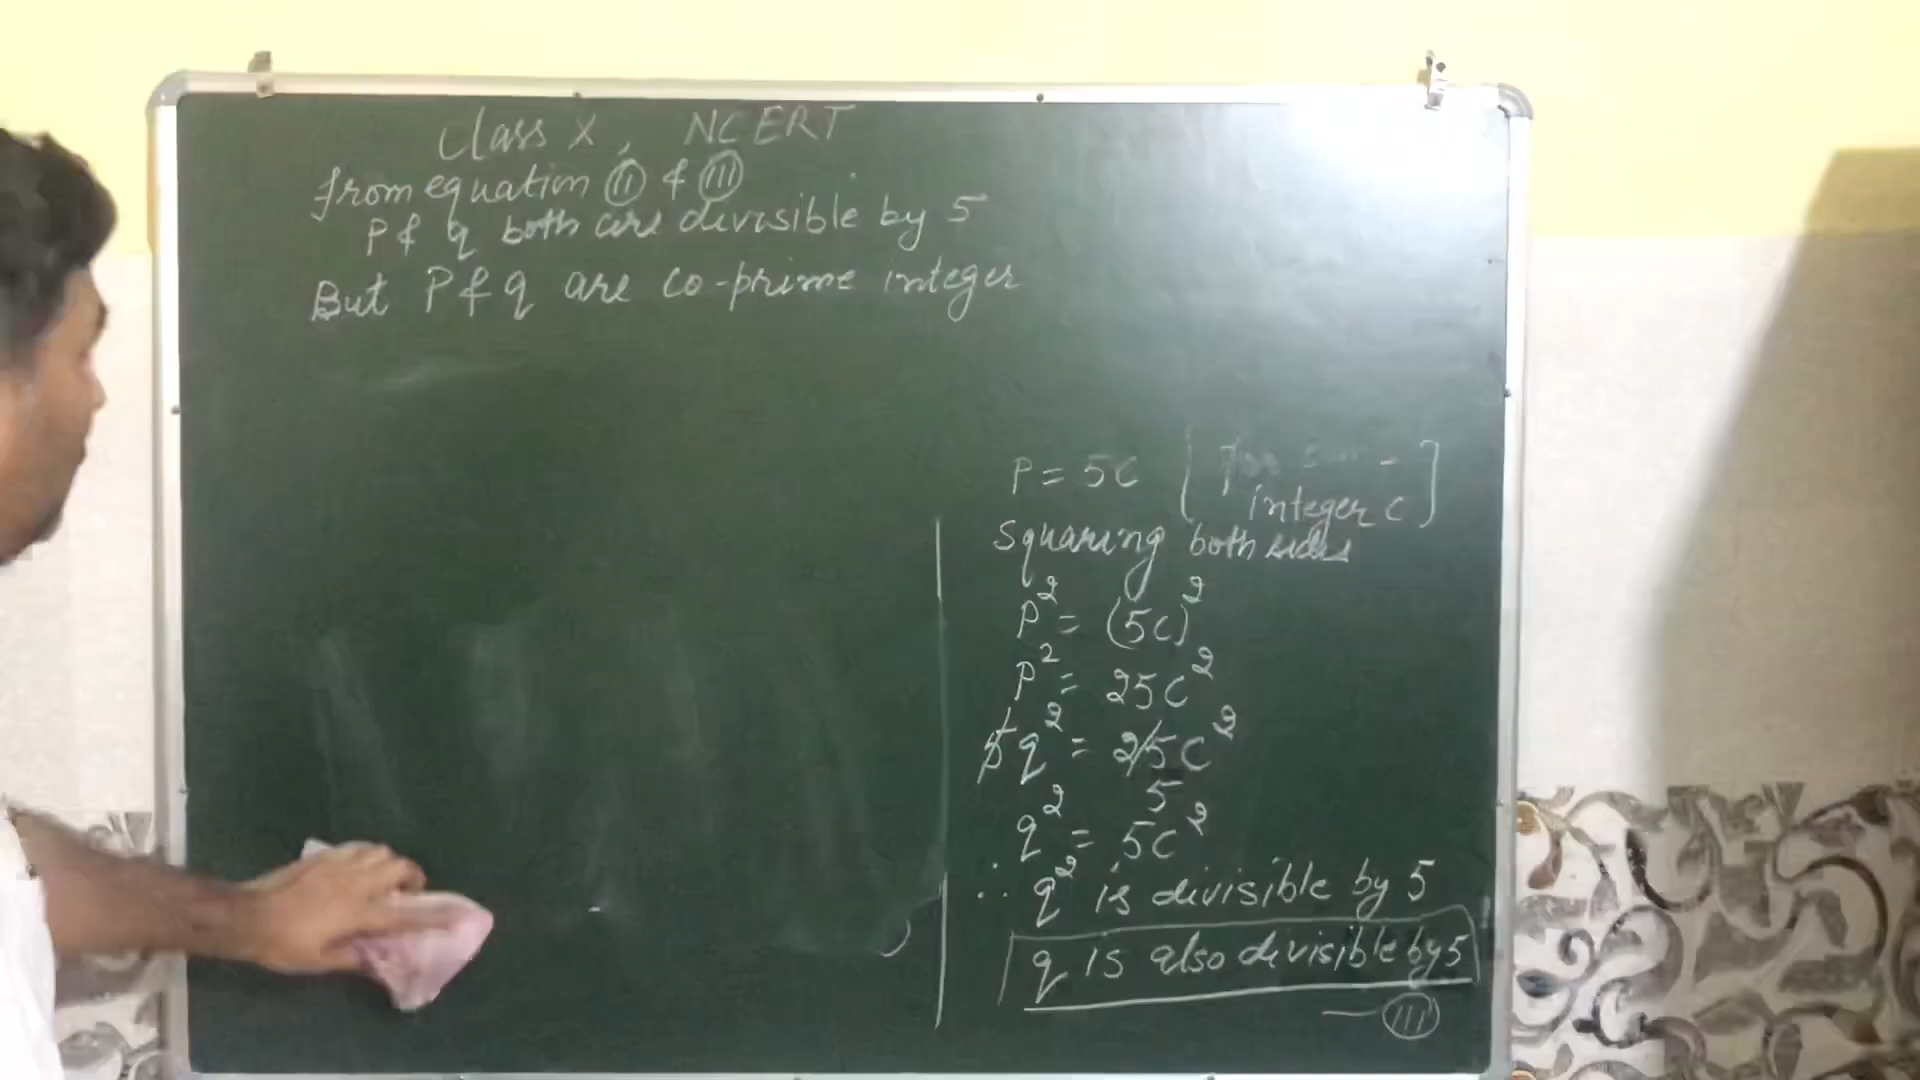 Class X, NCERT
from equation (II) & (III)
P & q both are divisible by 5
But P & q are co-prime integer
P = 5C [
integer C]
Squaring both sides
P² = (5C)²
P² = 25C²
5q² = 25C²
5
q² = 5C²
∴ q² is divisible by 5
q is also divisible by 5
— (III)